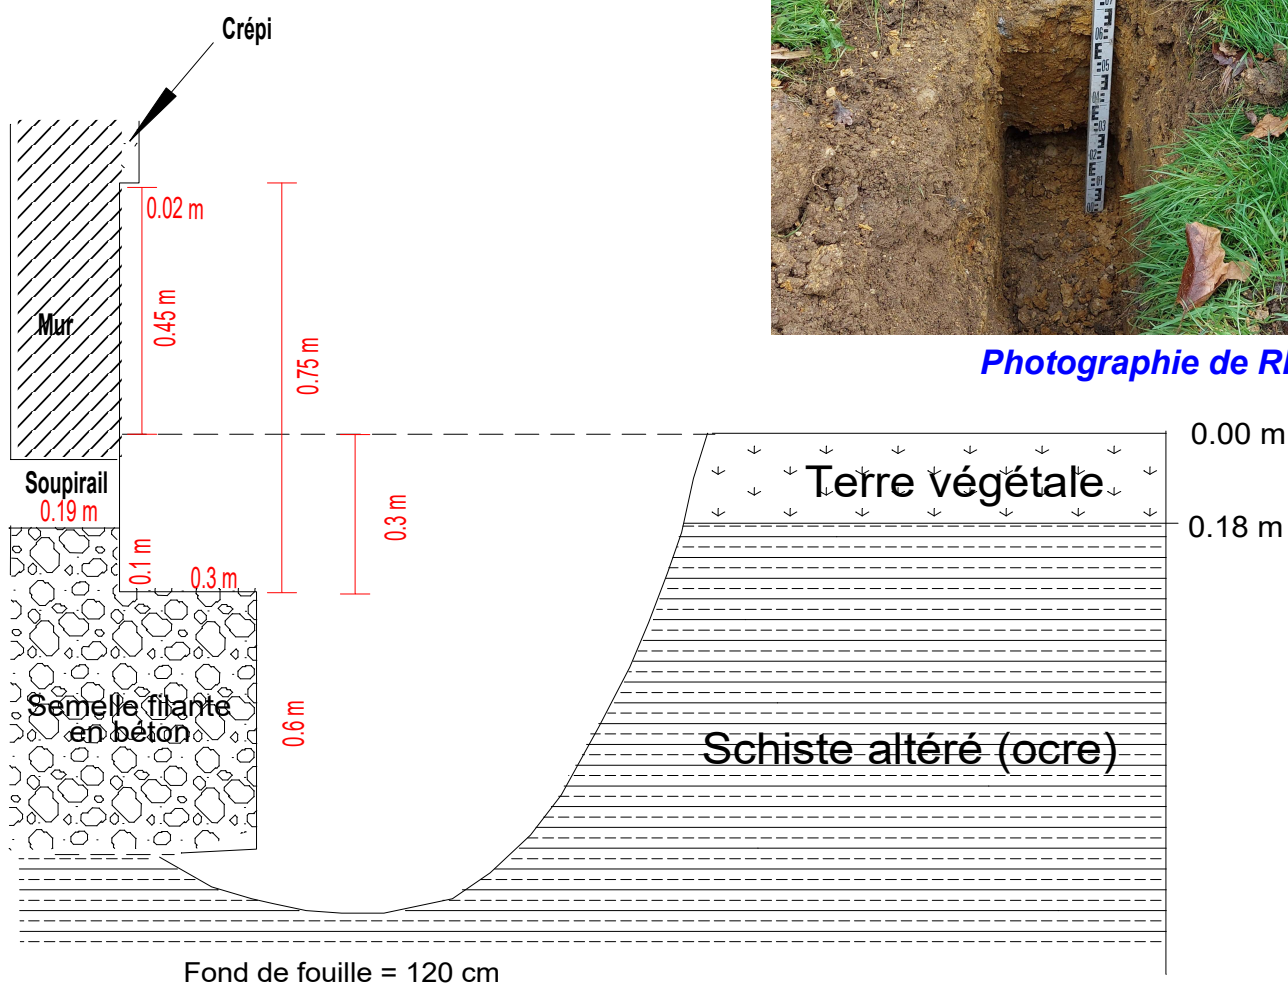 Crépi
0.02 m
0.45 m
0.75 m
Mur
Photographie de R
0.00 m
Terre végétale
Soupirail
0.19 m
0.3 m
0.18 m
0.1 m
0.3 m
Semelle filante
en béton
0.6 m
Schiste altéré (ocre)
Fond de fouille = 120 cm